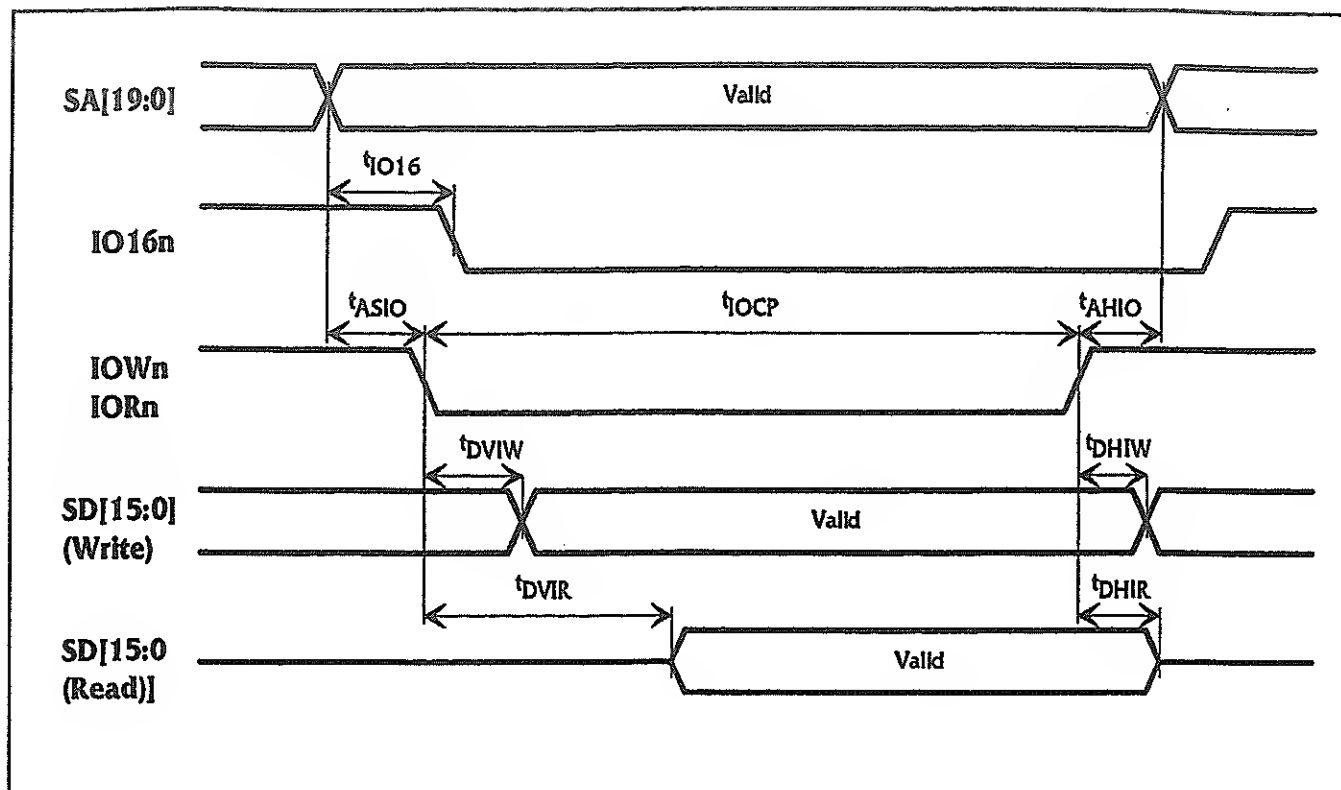 SA[19:0]
Valid
tIO16
IO16n
tASIO
tIOCP
tAHIO
IOWn
IORn
tDVIW
tDHIW
SD[15:0]
(Write)
Valid
tDVIR
tDHIR
SD[15:0
(Read)]
Valid